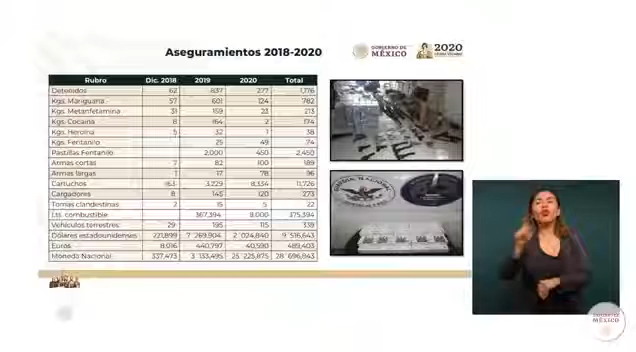 Aseguramientos 2018-2020
GOBIERNO DE
MÉXICO
2020
Rubro Dic. 2018 2019 2020 Total
Detenidos 62 837 277 1,176
Kgs. Mariguana 57 601 124 782
Kgs. Metanfetamina 31 159 23 213
Kgs. Cocaina 8 164 2 174
Kgs. Heroina 5 32 1 38
Kgs. Fentanilo 25 49 74
Pastillas Fentanilo 2,000 450 2,450
Armas cortas 7 82 100 189
Armas largas 1 17 78 96
Cartuchos 163 3,229 8,334 11,726
Cargadores 8 145 120 273
Tomas clandestinas 2 15 5 22
Lts. combustible 367,394 8,000 375,394
Vehículos terrestres 29 195 115 339
Dólares estadounidenses 221,899 7´269,904 2´024,840 9´516,643
Euros 8,016 440,797 40,590 489,403
Moneda Nacional 337,473 3´133,495 25´225,875 28´696,843
GOBIERNO DE
MÉXICO